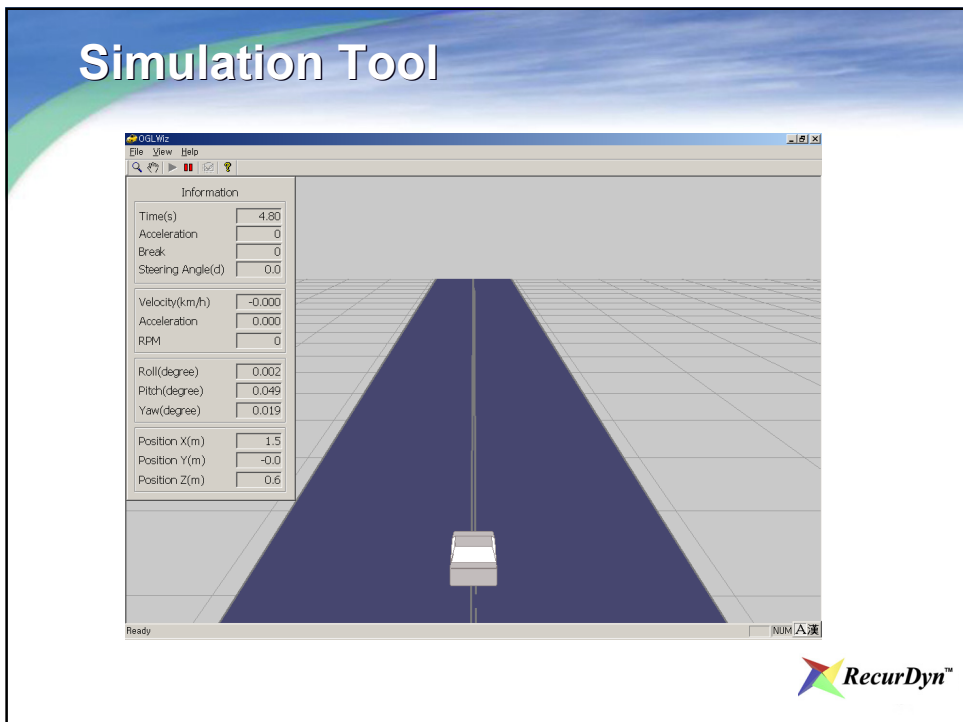 Simulation Tool
OGLWiz
File View Help
Information
Time(s) 4.80
Acceleration 0
Break 0
Steering Angle(d) 0.0
Velocity(km/h) -0.000
Acceleration 0.000
RPM 0
Roll(degree) 0.002
Pitch(degree) 0.049
Yaw(degree) 0.019
Position X(m) 1.5
Position Y(m) -0.0
Position Z(m) 0.6
Ready NUM A漢
RecurDyn™